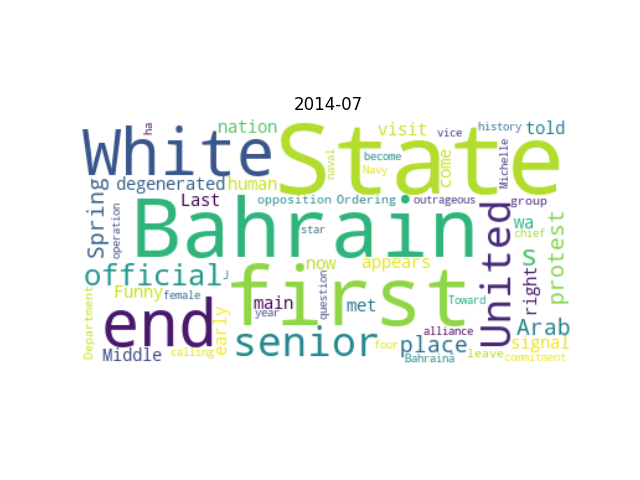 2014-07
White
State
ha
nation
visit
vice
history
told
naval
become
Navy
come
Michelle
degenerated
human
Spring
operation
Last
opposition
Ordering
outrageous
group
Bahrain
star
United
wa
chief
protest
s
official
J
first
now
appears
right
Arab
Funny
female
end
main
year
question
met
Toward
Department
early
senior
alliance
place
signal
Middle
calling
four
Bahraina
leave
commitment